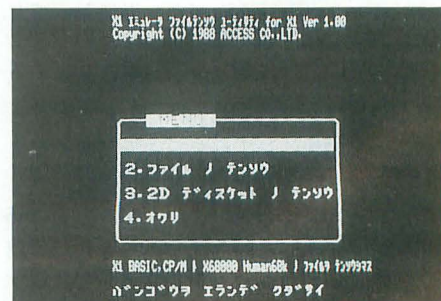 X1 エミュレータ ファイルテンソウ ユーティリティ for X1 Ver 1.00
Copyright (C) 1988 ACCESS CO.,LTD.
2.ファイル ノ テンソウ
3.2D ディスケット ノ テンソウ
4.オワリ
X1 BASIC,CP/M ト X68000 Human68k ノ ファイルヲ テンソウシマス
バンゴウヲ エランデ クダサイ